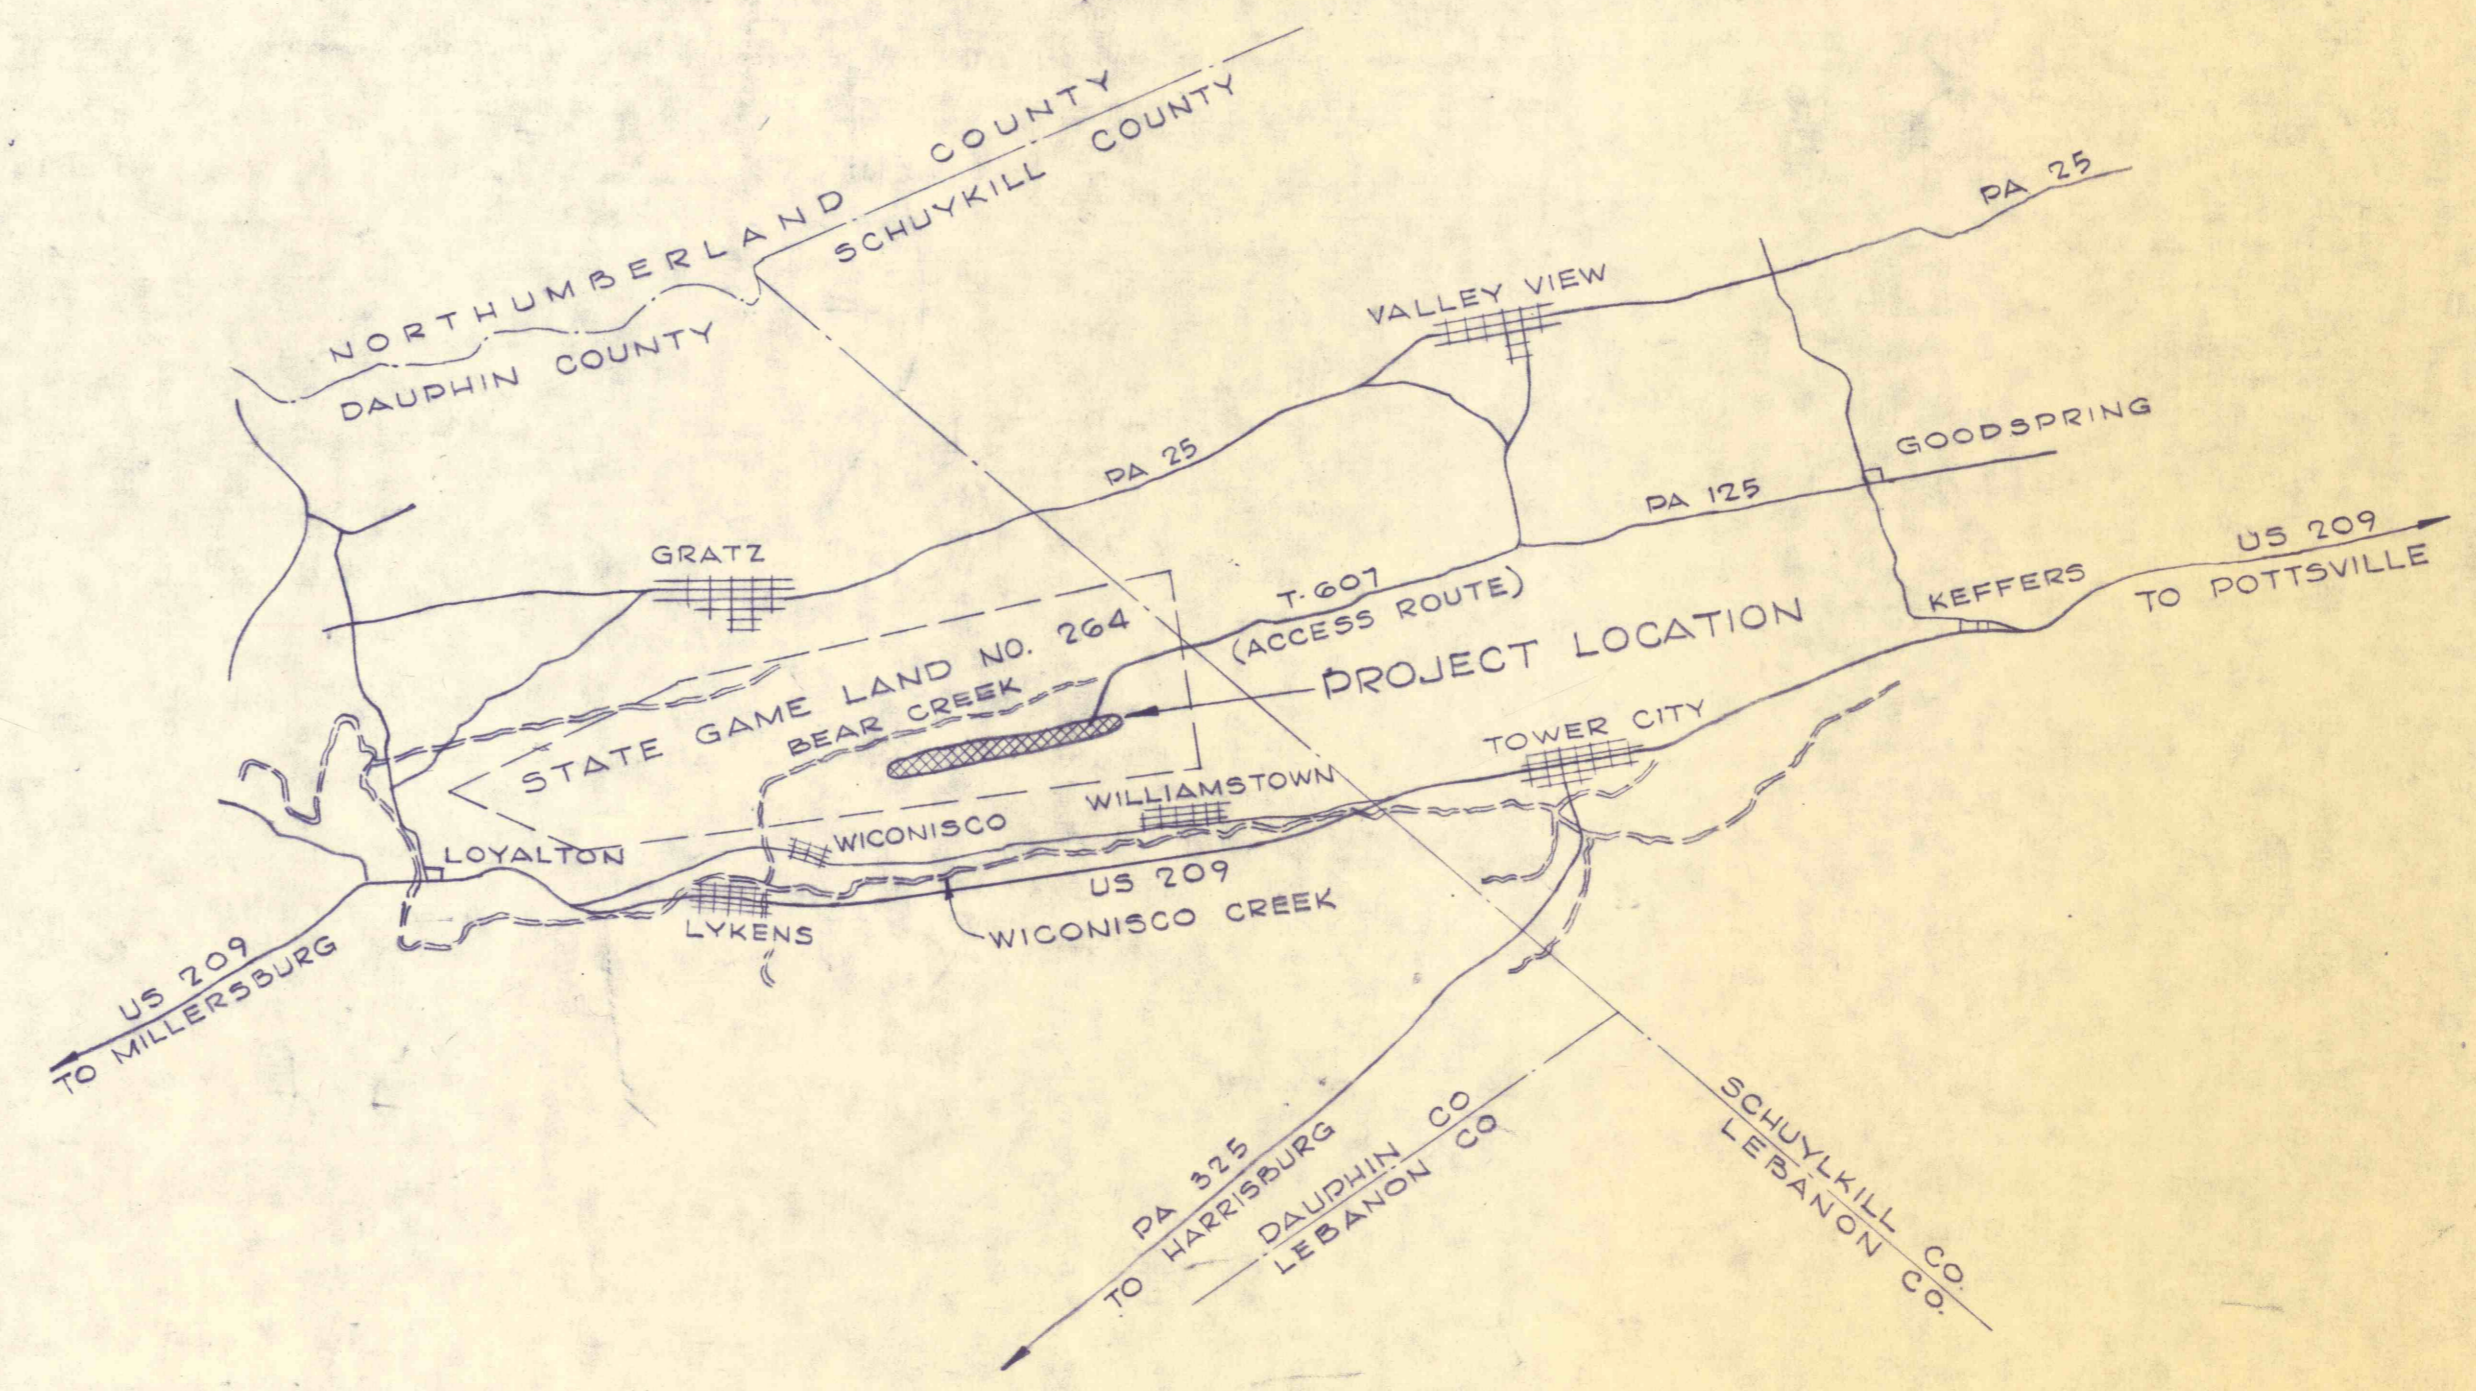 NORTHUMBERLAND COUNTY
SCHUYKILL COUNTY
DAUPHIN COUNTY
PA 25
VALLEY VIEW
GOODSPRING
PA 25
PA 125
US 209
TO POTTSVILLE
KEFFERS
GRATZ
T-607
(ACCESS ROUTE)
STATE GAME LAND NO. 264
BEAR CREEK
PROJECT LOCATION
TOWER CITY
WILLIAMSTOWN
WICONISCO
LOYALTON
US 209
WICONISCO CREEK
LYKENS
US 209
TO MILLERSBURG
PA 325
TO HARRISBURG
DAUPHIN CO
LEBANON CO
SCHUYLKILL CO.
LEBANON CO.